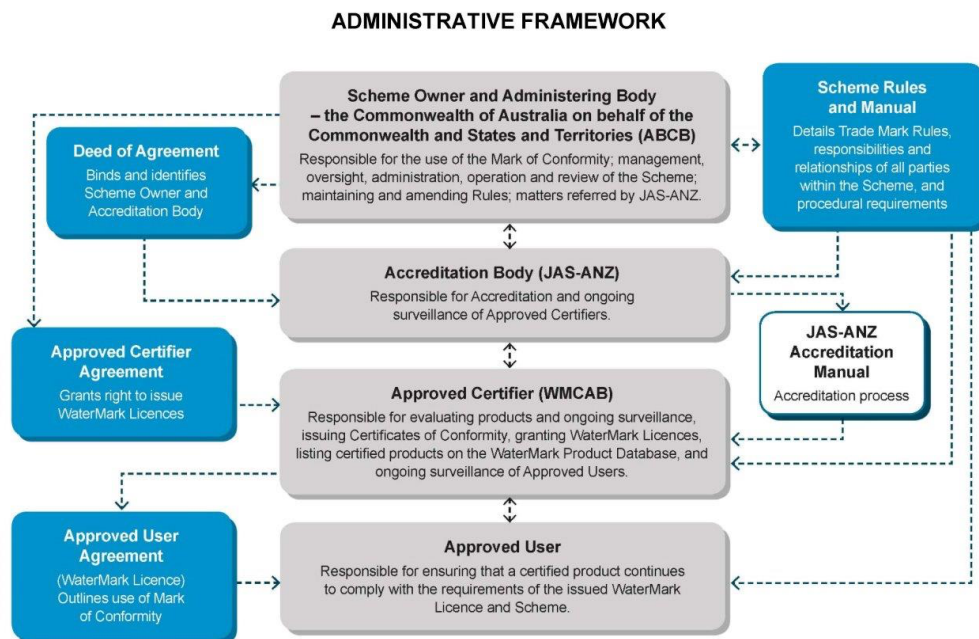 ADMINISTRATIVE FRAMEWORK
Scheme Owner and Administering Body
– the Commonwealth of Australia on behalf of the
Commonwealth and States and Territories (ABCB)
Responsible for the use of the Mark of Conformity; management,
oversight, administration, operation and review of the Scheme;
maintaining and amending Rules; matters referred by JAS-ANZ.
Scheme Rules
and Manual
Details Trade Mark Rules,
responsibilities and
relationships of all parties
within the Scheme, and
procedural requirements
Deed of Agreement
Binds and identifies
Scheme Owner and
Accreditation Body
Accreditation Body (JAS-ANZ)
Responsible for Accreditation and ongoing
surveillance of Approved Certifiers.
JAS-ANZ
Accreditation
Manual
Accreditation process
Approved Certifier
Agreement
Grants right to issue
WaterMark Licences
Approved Certifier (WMCAB)
Responsible for evaluating products and ongoing surveillance,
issuing Certificates of Conformity, granting WaterMark Licences,
listing certified products on the WaterMark Product Database, and
ongoing surveillance of Approved Users.
Approved User
Agreement
(WaterMark Licence)
Outlines use of Mark
of Conformity
Approved User
Responsible for ensuring that a certified product continues
to comply with the requirements of the issued WaterMark
Licence and Scheme.